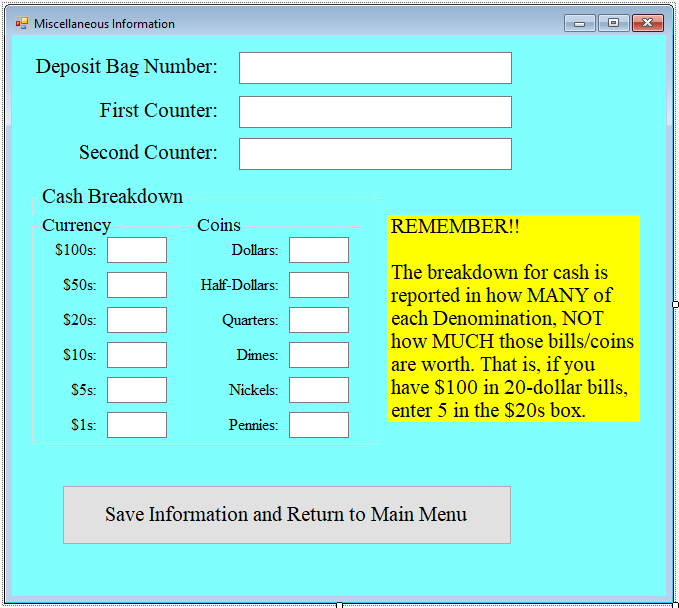 Miscellaneous Information
Deposit Bag Number:
First Counter:
Second Counter:
Cash Breakdown
Currency
$100s:
$50s:
$20s:
$10s:
$5s:
$1s:
Coins
Dollars:
Half-Dollars:
Quarters:
Dimes:
Nickels:
Pennies:
REMEMBER!!
The breakdown for cash is
reported in how MANY of
each Denomination, NOT
how MUCH those bills/coins
are worth. That is, if you
have $100 in 20-dollar bills,
enter 5 in the $20s box.
Save Information and Return to Main Menu